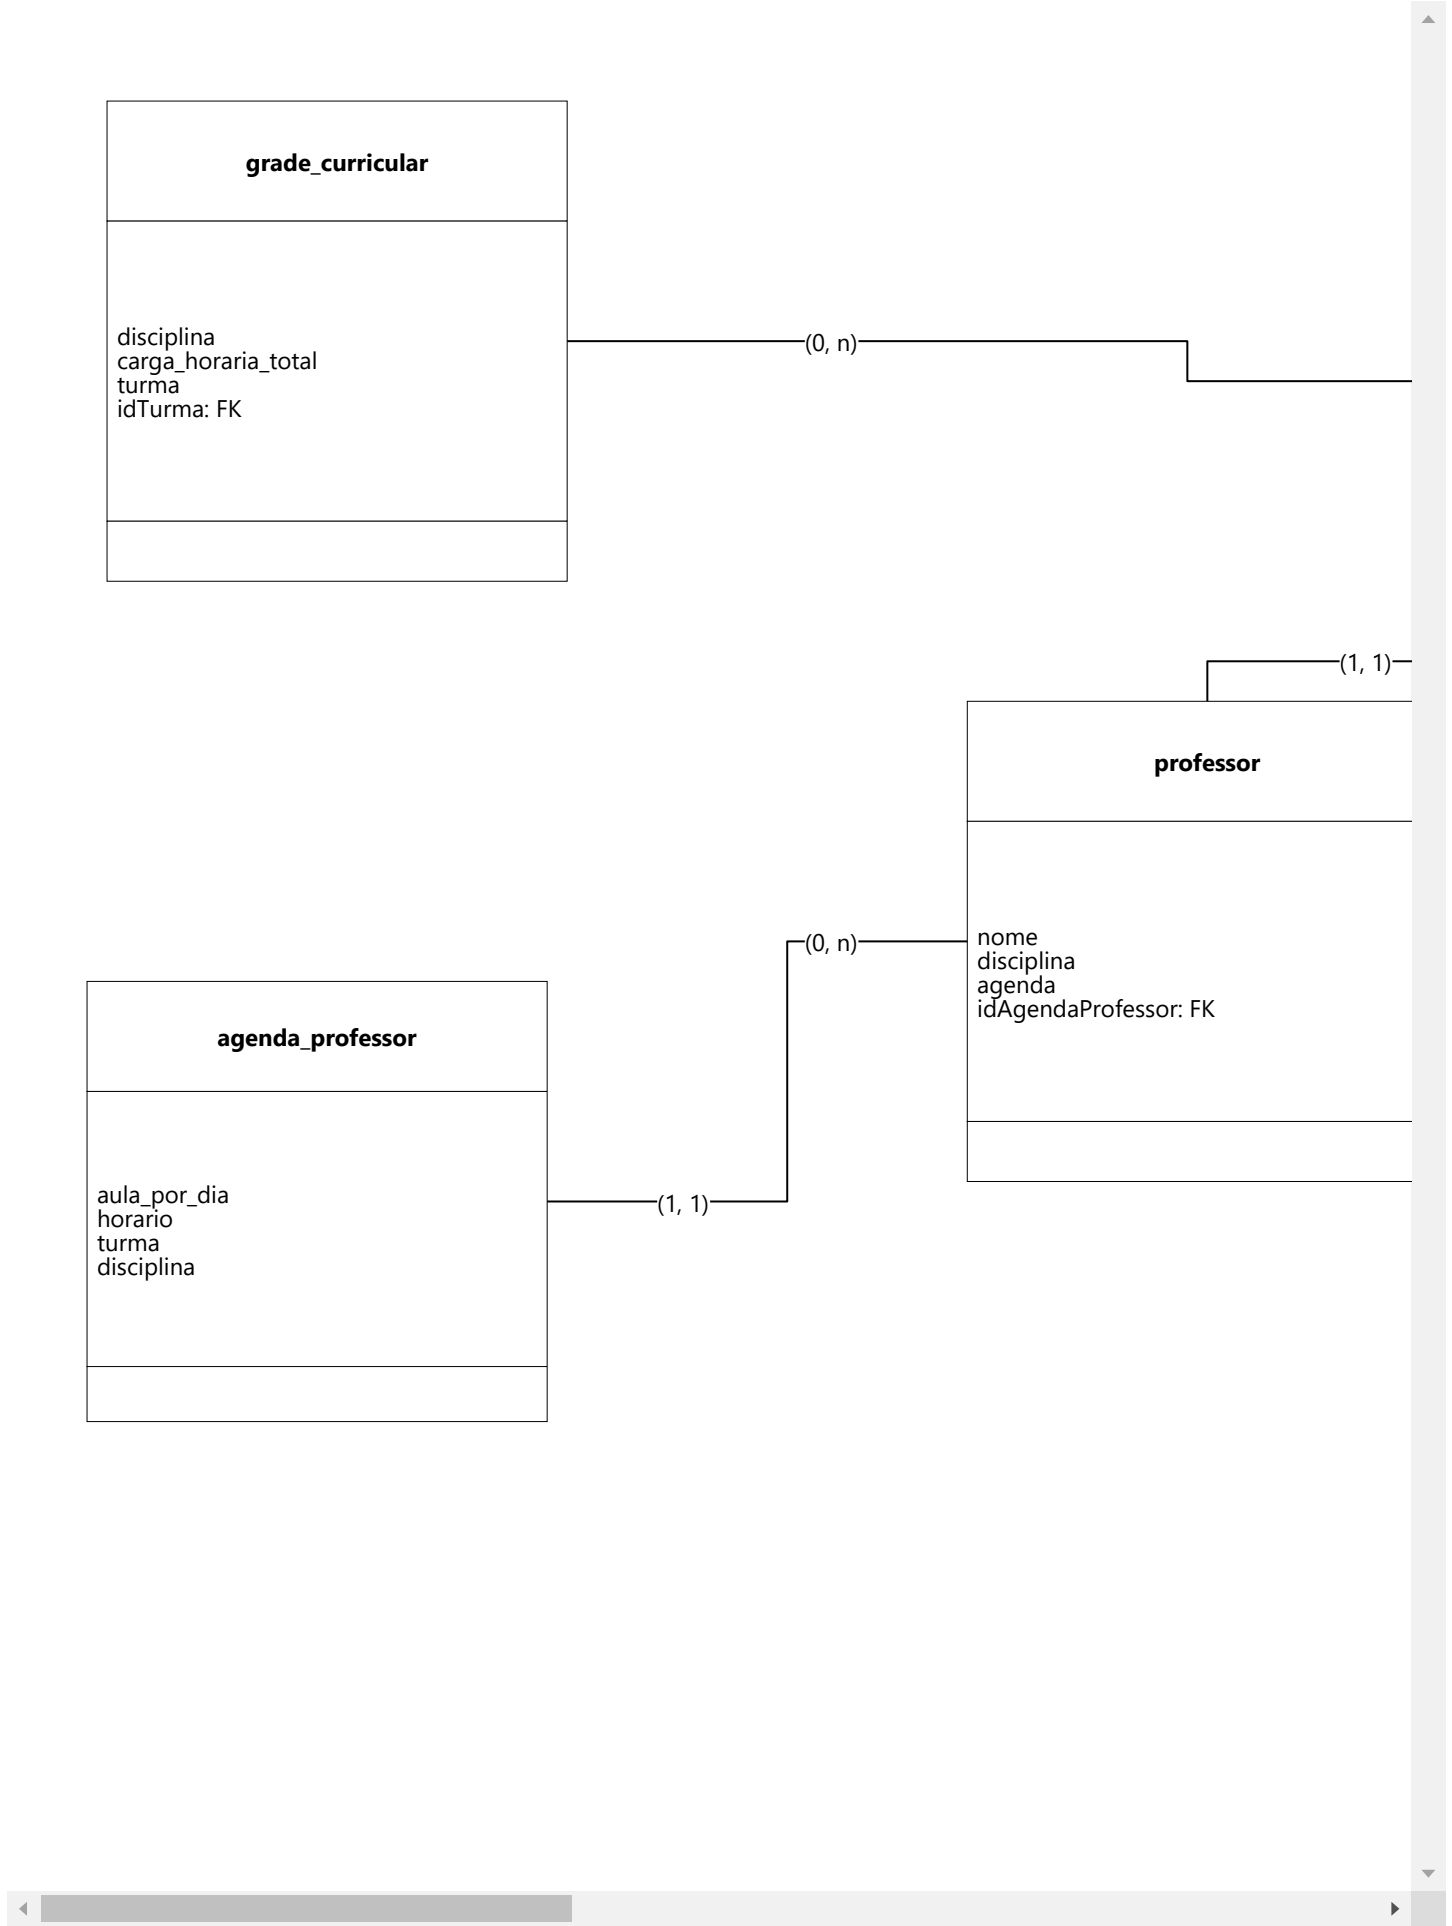 grade_curricular
disciplina
carga_horaria_total
turma
idTurma: FK
(0, n)
(1, 1)
professor
nome
disciplina
agenda
idAgendaProfessor: FK
(0, n)
agenda_professor
aula_por_dia
horario
turma
disciplina
(1, 1)